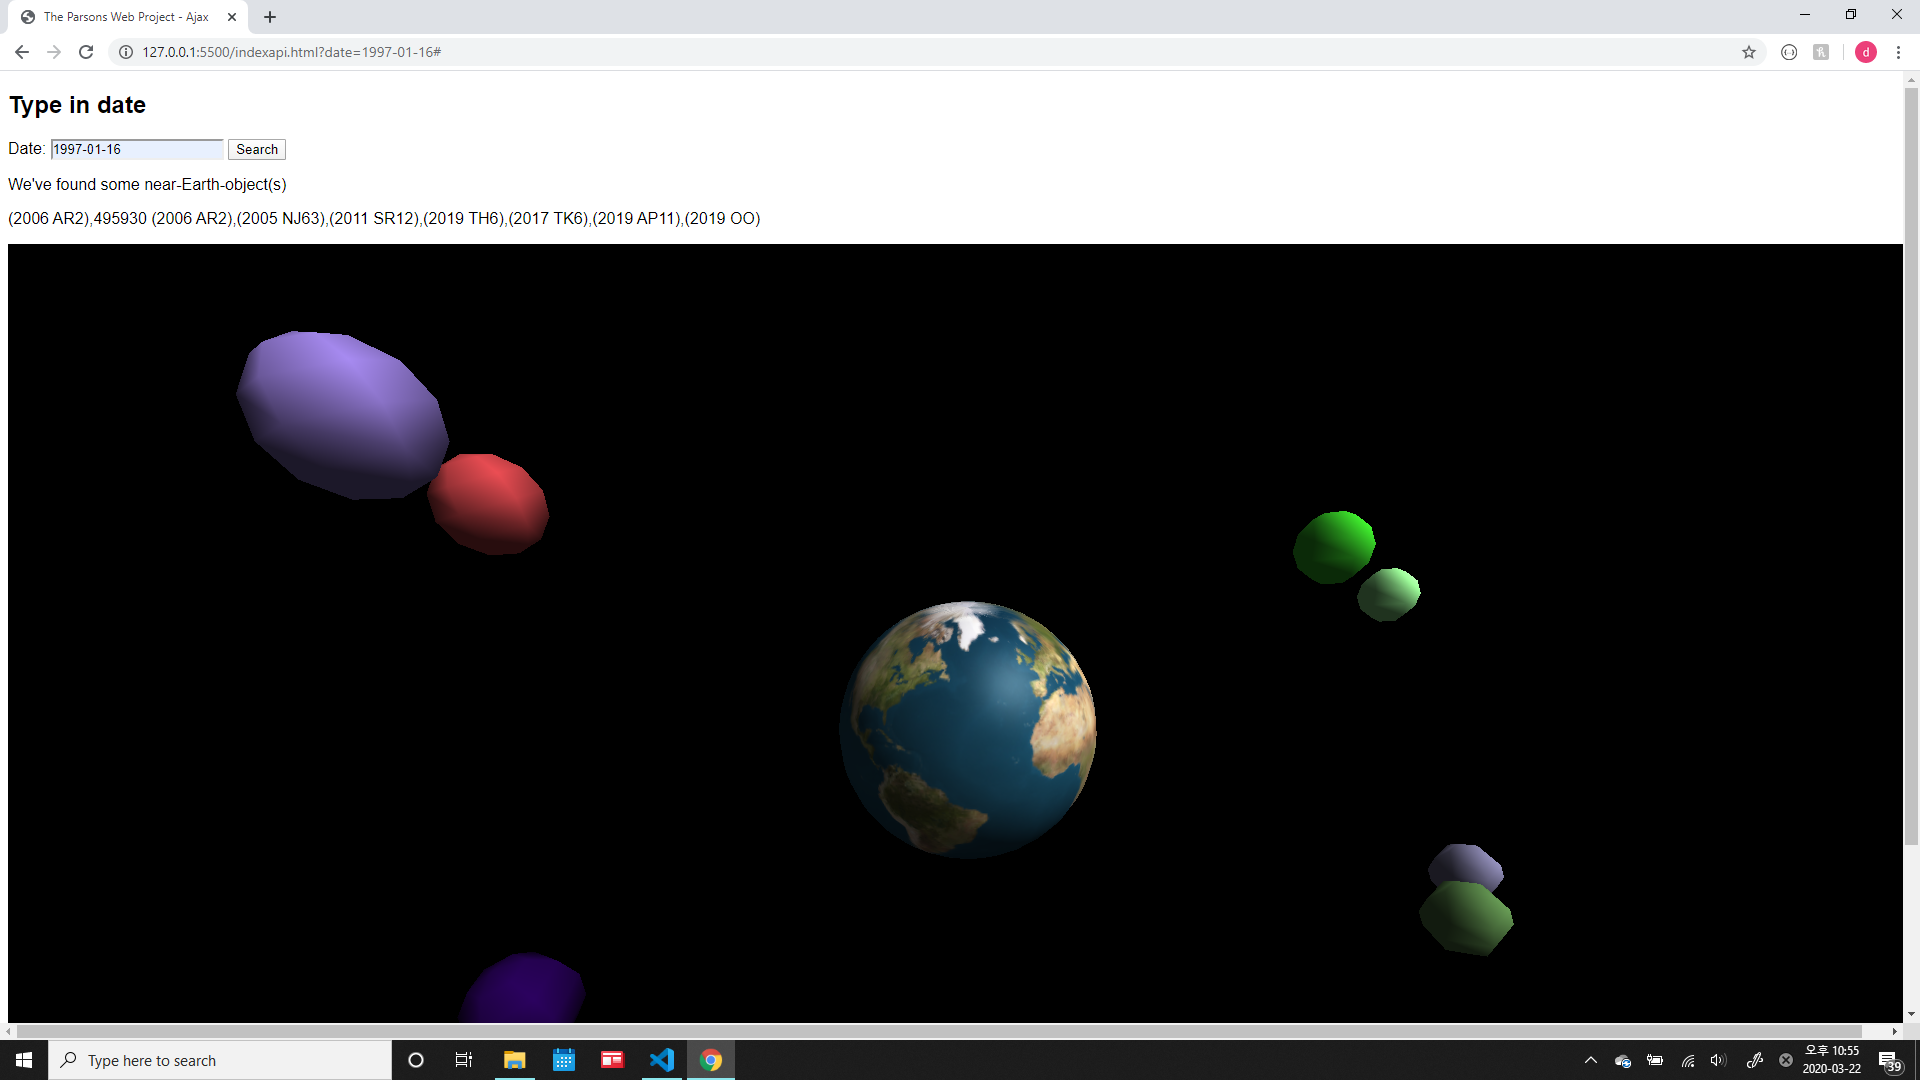 The Parsons Web Project - Ajax
127.0.0.1:5500/indexapi.html?date=1997-01-16#
d
Type in date
Date: 1997-01-16 Search
We've found some near-Earth-object(s)
(2006 AR2),495930 (2006 AR2),(2005 NJ63),(2011 SR12),(2019 TH6),(2017 TK6),(2019 AP11),(2019 OO)
Type here to search
오후 10:55
2020-03-22
39